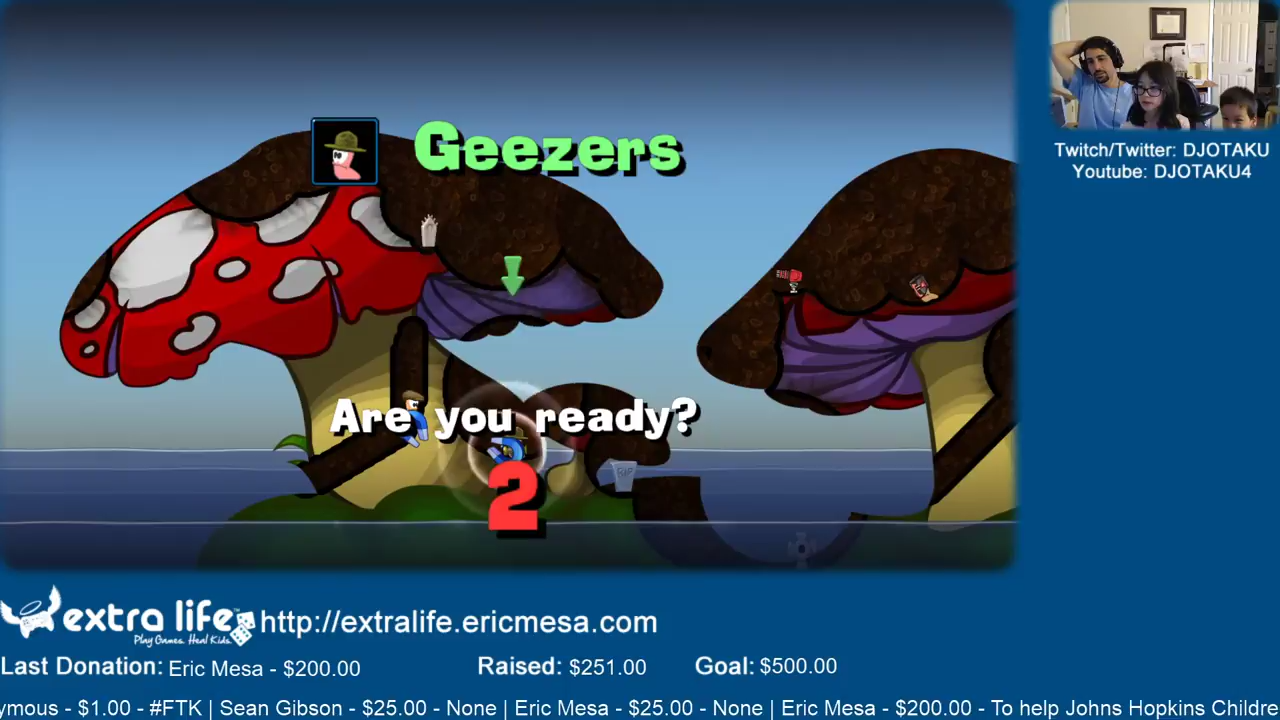 Geezers
Are you ready?
2
RIP
Twitch/Twitter: DJOTAKU
Youtube: DJOTAKU4
extra life
Play Games. Heal Kids.
http://extralife.ericmesa.com
Last Donation: Eric Mesa - $200.00
Raised: $251.00
Goal: $500.00
ymous - $1.00 - #FTK | Sean Gibson - $25.00 - None | Eric Mesa - $25.00 - None | Eric Mesa - $200.00 - To help Johns Hopkins Childre